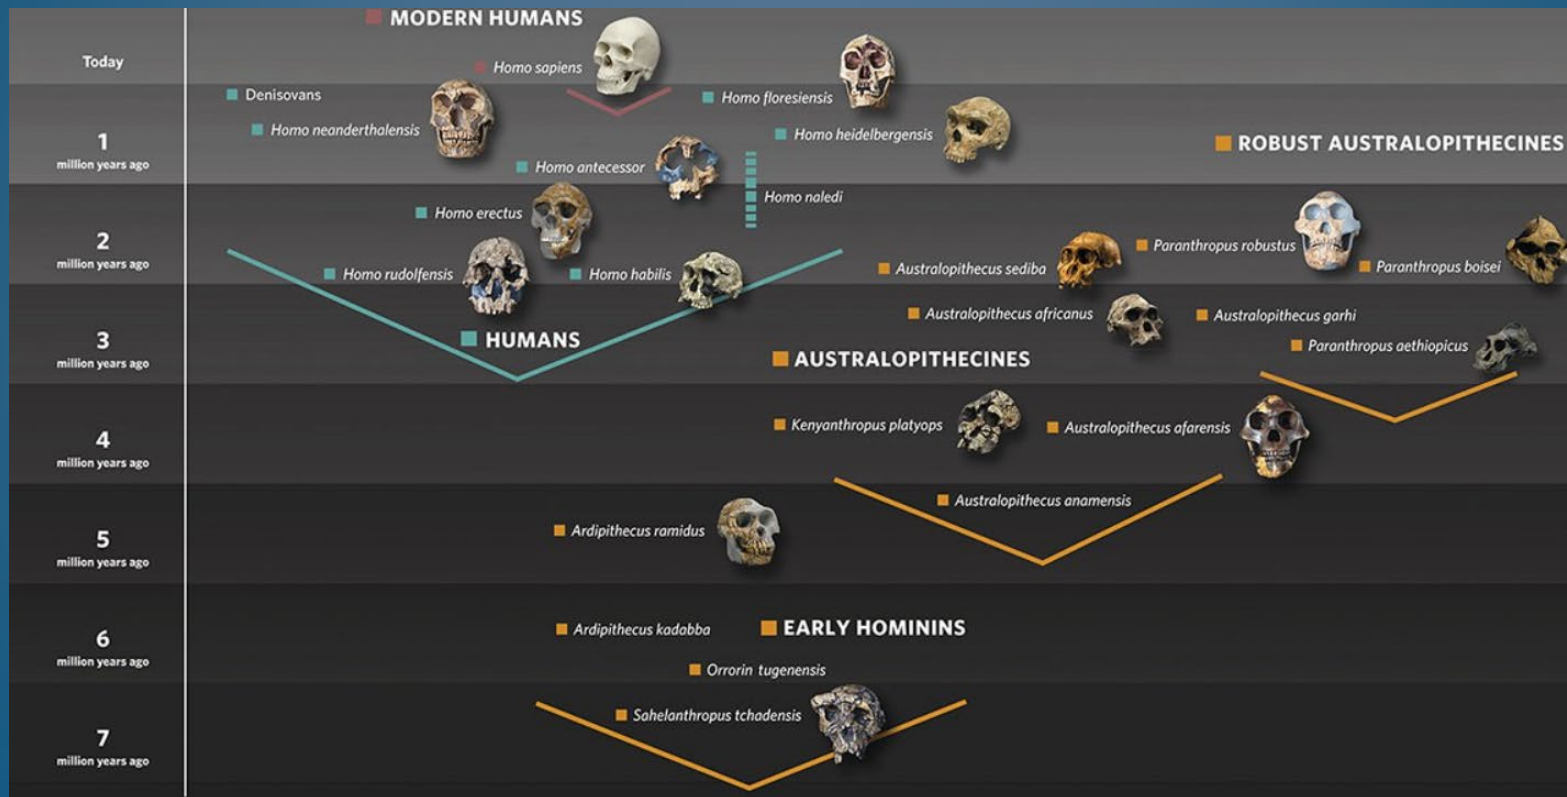 MODERN HUMANS
Today
Homo sapiens
Denisovans
Homo floresiensis
Homo neanderthalensis
Homo heidelbergensis
1
million years ago
ROBUST AUSTRALOPITHECINES
Homo antecessor
Homo naledi
Homo erectus
2
million years ago
Paranthropus robustus
Australopithecus sediba
Paranthropus boisei
Homo rudolfensis
Homo habilis
Australopithecus africanus
Australopithecus garhi
3
million years ago
HUMANS
Paranthropus aethiopicus
AUSTRALOPITHECINES
Kenyanthropus platyops
Australopithecus afarensis
4
million years ago
Australopithecus anamensis
Ardipithecus ramidus
5
million years ago
Ardipithecus kadabba
EARLY HOMININS
6
million years ago
Orrorin tugenensis
Sahelanthropus tchadensis
7
million years ago